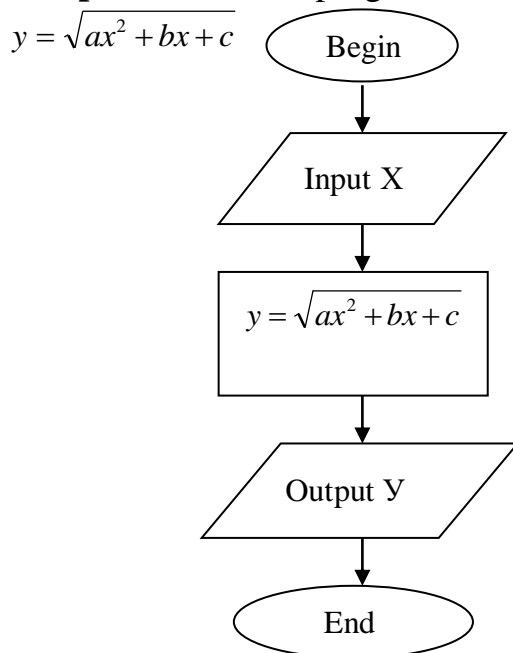 y = √(ax² + bx + c)
Begin
Input X
y = √(ax² + bx + c)
Output У
End